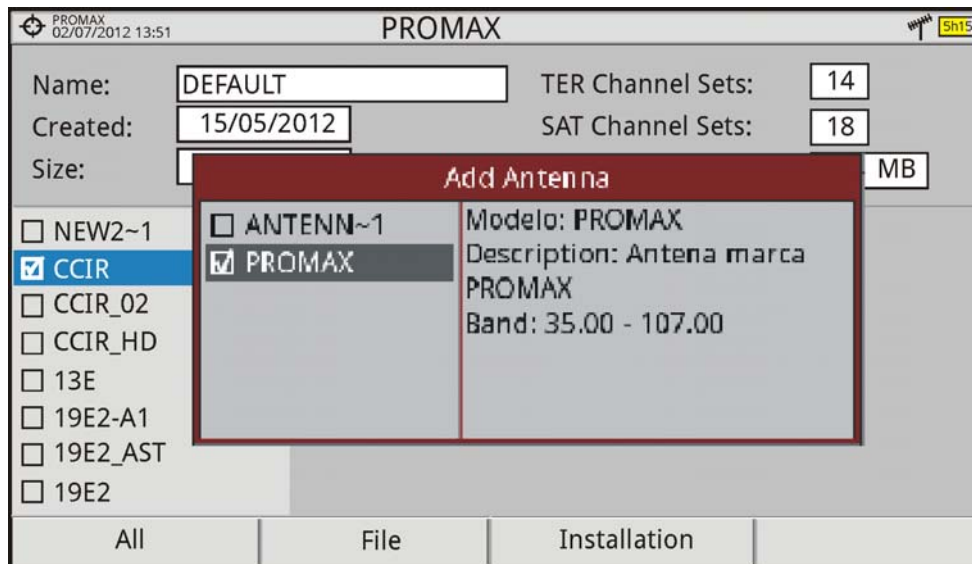 PROMAX
02/07/2012 13:51
PROMAX
5h15
Name: DEFAULT
TER Channel Sets: 14
Created: 15/05/2012
SAT Channel Sets: 18
Size:
MB
Add Antenna
ANTENN~1
PROMAX
Modelo: PROMAX
Description: Antena marca
PROMAX
Band: 35.00 - 107.00
NEW2~1
CCIR
CCIR_02
CCIR_HD
13E
19E2-A1
19E2_AST
19E2
All
File
Installation